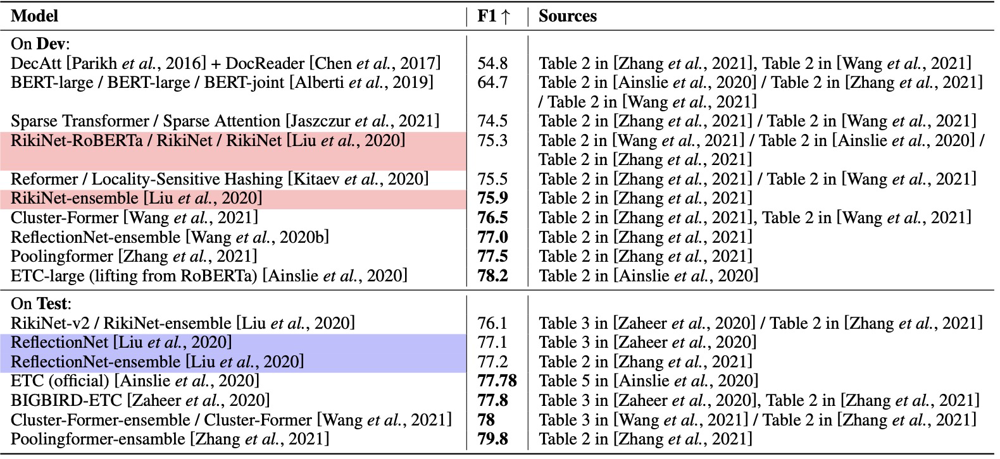 Model F1 ↑ Sources
On Dev:
DecAtt [Parikh et al., 2016] + DocReader [Chen et al., 2017] 54.8 Table 2 in [Zhang et al., 2021], Table 2 in [Wang et al., 2021]
BERT-large / BERT-large / BERT-joint [Alberti et al., 2019] 64.7 Table 2 in [Ainslie et al., 2020] / Table 2 in [Zhang et al., 2021]
/ Table 2 in [Wang et al., 2021]
Sparse Transformer / Sparse Attention [Jaszczur et al., 2021] 74.5 Table 2 in [Zhang et al., 2021] / Table 2 in [Wang et al., 2021]
RikiNet-RoBERTa / RikiNet / RikiNet [Liu et al., 2020] 75.3 Table 2 in [Wang et al., 2021] / Table 2 in [Ainslie et al., 2020] /
Table 2 in [Zhang et al., 2021]
Reformer / Locality-Sensitive Hashing [Kitaev et al., 2020] 75.5 Table 2 in [Zhang et al., 2021] / Table 2 in [Wang et al., 2021]
RikiNet-ensemble [Liu et al., 2020] 75.9 Table 2 in [Zhang et al., 2021]
Cluster-Former [Wang et al., 2021] 76.5 Table 2 in [Zhang et al., 2021], Table 2 in [Wang et al., 2021]
ReflectionNet-ensemble [Wang et al., 2020b] 77.0 Table 2 in [Zhang et al., 2021]
Poolingformer [Zhang et al., 2021] 77.5 Table 2 in [Zhang et al., 2021]
ETC-large (lifting from RoBERTa) [Ainslie et al., 2020] 78.2 Table 2 in [Ainslie et al., 2020]
On Test:
RikiNet-v2 / RikiNet-ensemble [Liu et al., 2020] 76.1 Table 3 in [Zaheer et al., 2020] / Table 2 in [Zhang et al., 2021]
ReflectionNet [Liu et al., 2020] 77.1 Table 3 in [Zaheer et al., 2020]
ReflectionNet-ensemble [Liu et al., 2020] 77.2 Table 2 in [Zhang et al., 2021]
ETC (official) [Ainslie et al., 2020] 77.78 Table 5 in [Ainslie et al., 2020]
BIGBIRD-ETC [Zaheer et al., 2020] 77.8 Table 3 in [Zaheer et al., 2020], Table 2 in [Zhang et al., 2021]
Cluster-Former-ensemble / Cluster-Former [Wang et al., 2021] 78 Table 3 in [Wang et al., 2021] / Table 2 in [Zhang et al., 2021]
Poolingformer-ensamble [Zhang et al., 2021] 79.8 Table 2 in [Zhang et al., 2021]